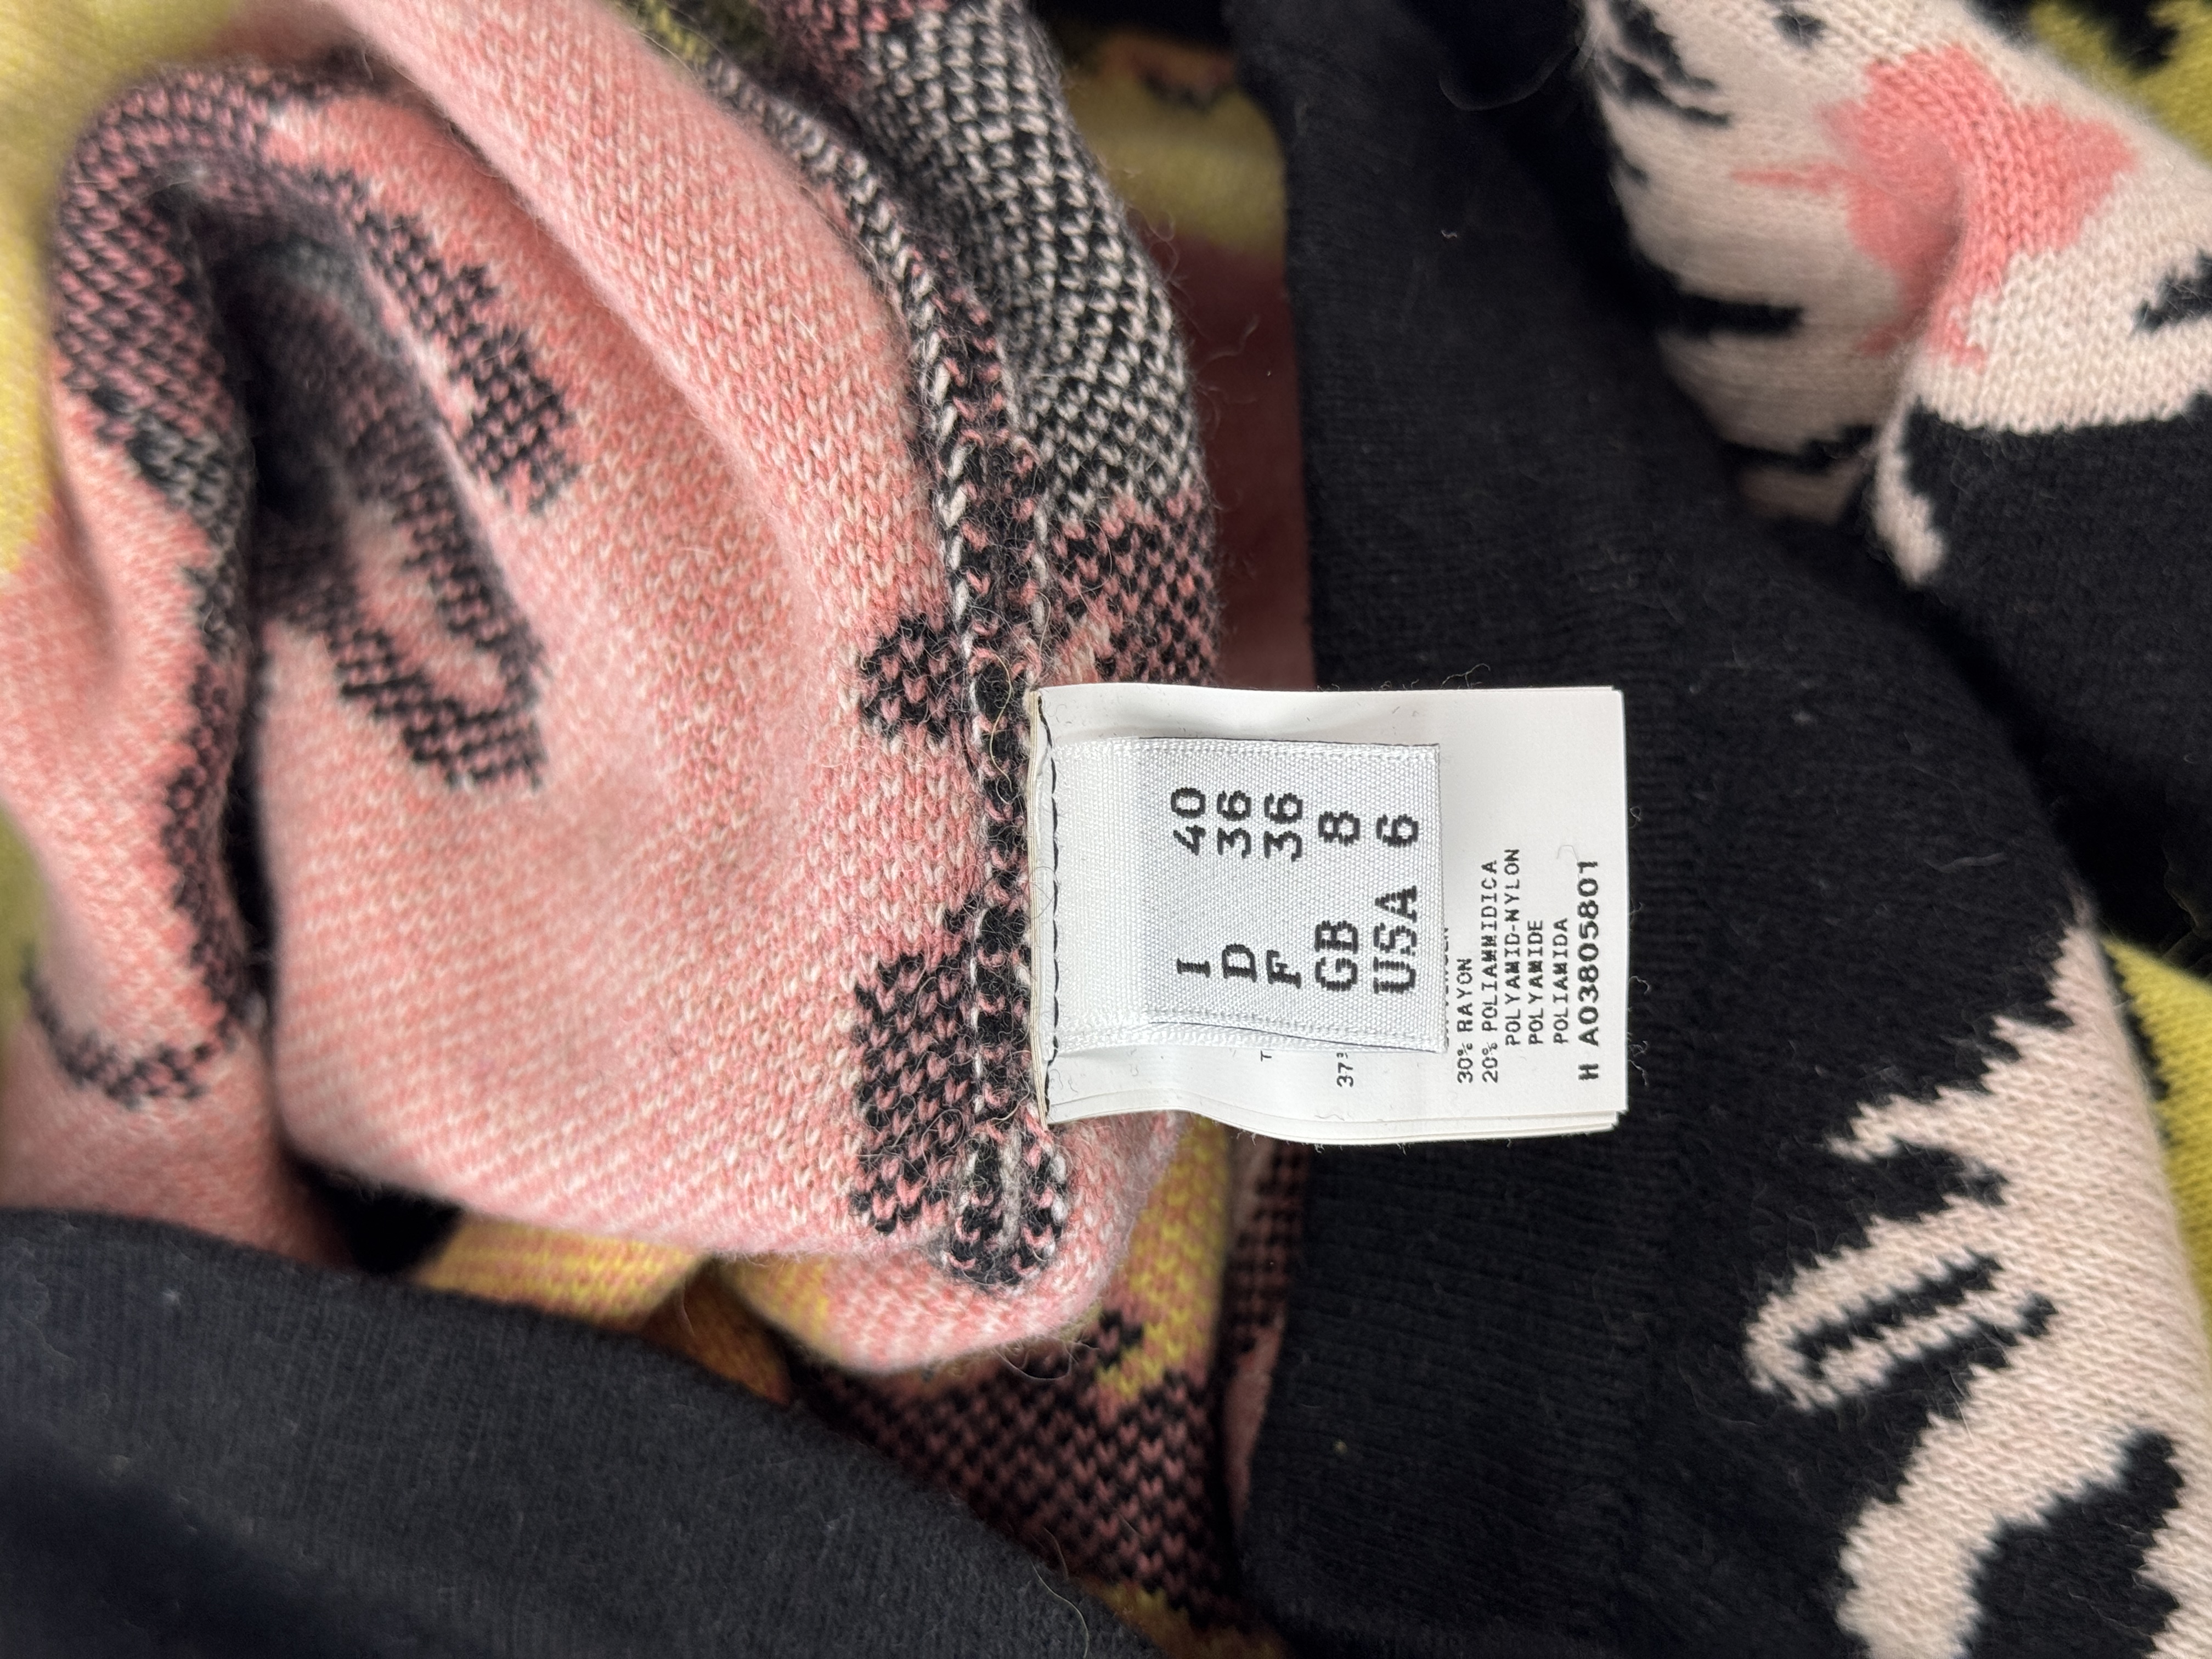 I 40
D 36
F 36
GB 8
USA 6
30% RAYON
20% POLIAMMIDICA
POLYAMID-NYLON
POLYAMIDE
POLIAMIDA
H A03805801